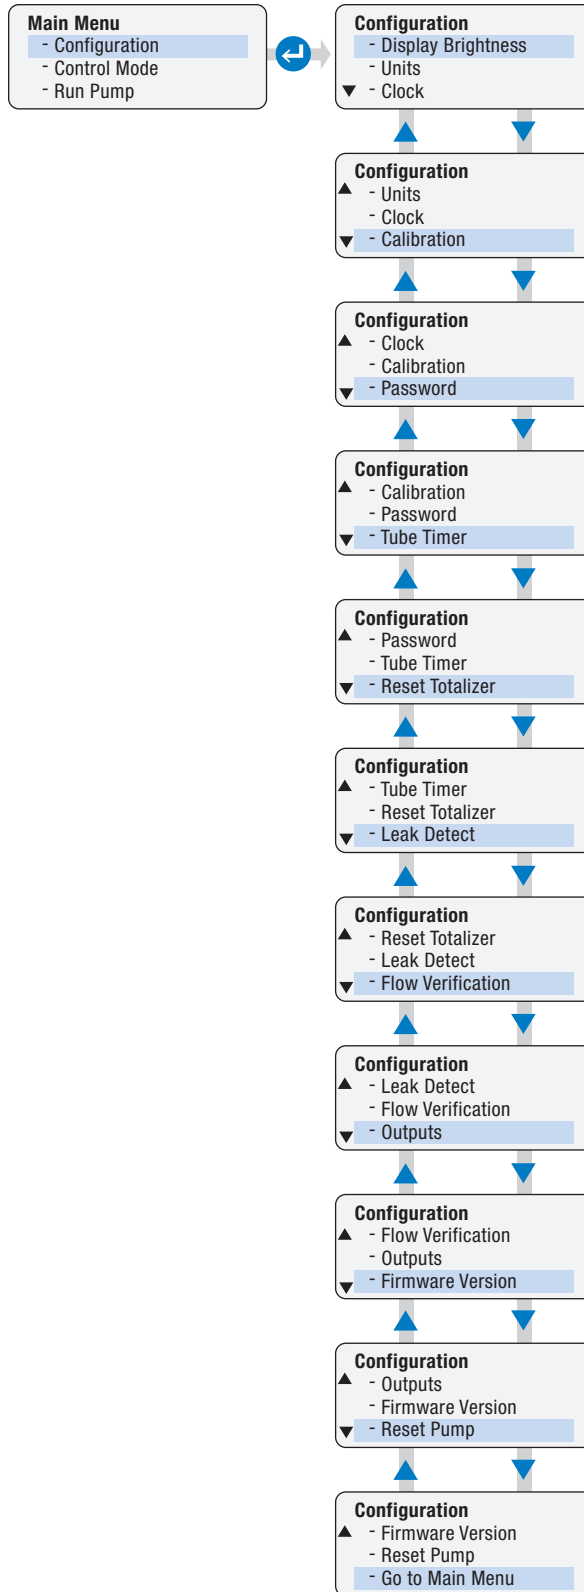 Main Menu
- Configuration
- Control Mode
- Run Pump
Configuration
- Display Brightness
- Units
- Clock
Configuration
- Units
- Clock
- Calibration
Configuration
- Clock
- Calibration
- Password
Configuration
- Calibration
- Password
- Tube Timer
Configuration
- Password
- Tube Timer
- Reset Totalizer
Configuration
- Tube Timer
- Reset Totalizer
- Leak Detect
Configuration
- Reset Totalizer
- Leak Detect
- Flow Verification
Configuration
- Leak Detect
- Flow Verification
- Outputs
Configuration
- Flow Verification
- Outputs
- Firmware Version
Configuration
- Outputs
- Firmware Version
- Reset Pump
Configuration
- Firmware Version
- Reset Pump
- Go to Main Menu